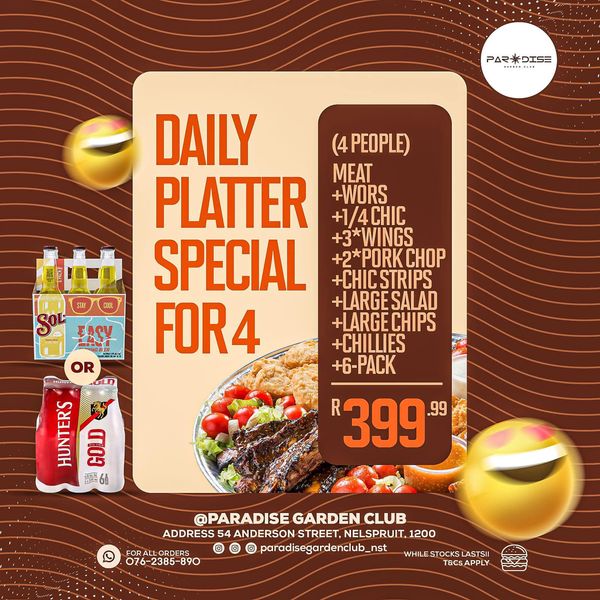 PARADISE
GARDEN CLUB
DAILY
PLATTER
SPECIAL
FOR 4
(4 PEOPLE)
MEAT
+WORS
+1/4 CHIC
+3*WINGS
+2*PORK CHOP
+CHIC STRIPS
+LARGE SALAD
+LARGE CHIPS
+CHILLIES
+6-PACK
R399.99
STAY COOL
SOL
EASY
OR
HUNTER'S
GOLD
6
@PARADISE GARDEN CLUB
ADDRESS 54 ANDERSON STREET, NELSPRUIT, 1200
paradisegardenclub_nst
FOR ALL ORDERS
076-2385-890
WHILE STOCKS LASTS!!
T&Cs APPLY